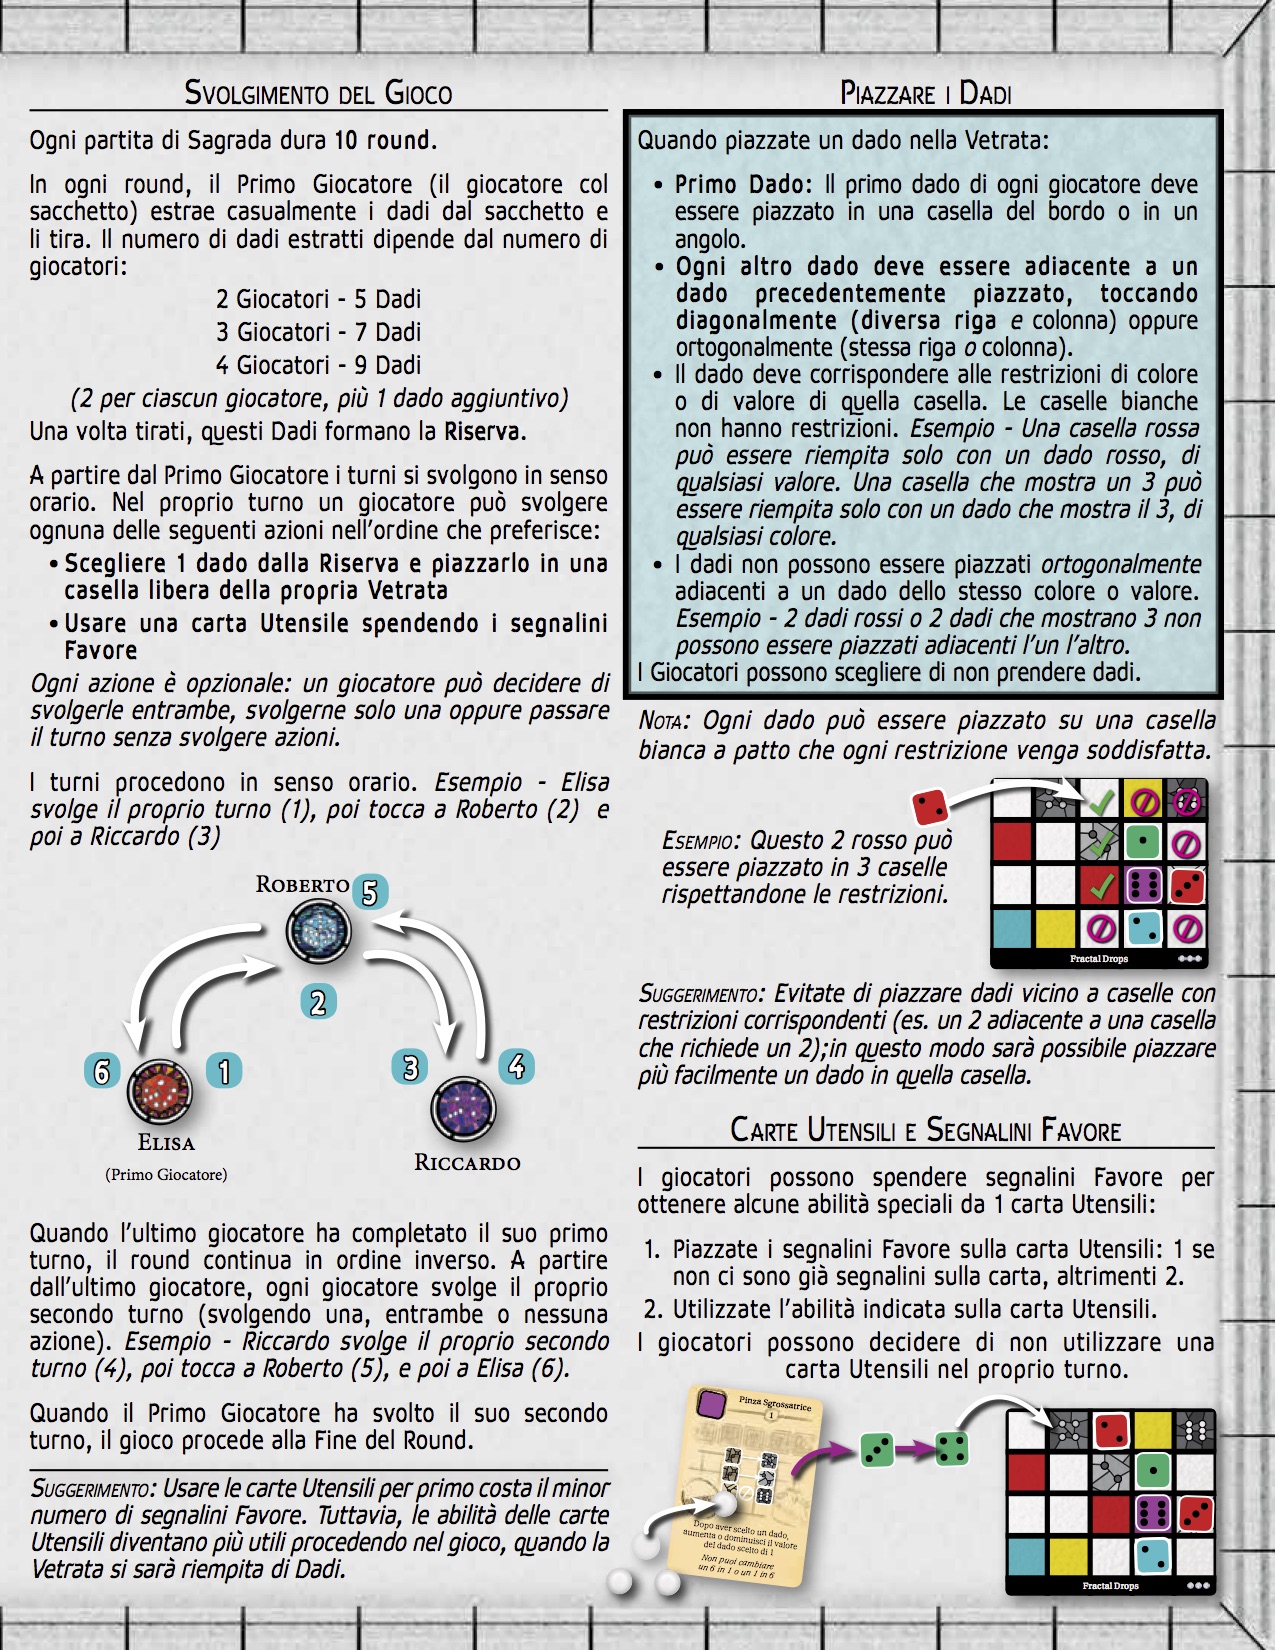 Svolgimento del Gioco
Ogni partita di Sagrada dura 10 round.
In ogni round, il Primo Giocatore (il giocatore col
sacchetto) estrae casualmente i dadi dal sacchetto e
li tira. Il numero di dadi estratti dipende dal numero di
giocatori:
2 Giocatori - 5 Dadi
3 Giocatori - 7 Dadi
4 Giocatori - 9 Dadi
(2 per ciascun giocatore, più 1 dado aggiuntivo)
Una volta tirati, questi Dadi formano la Riserva.
A partire dal Primo Giocatore i turni si svolgono in senso
orario. Nel proprio turno un giocatore può svolgere
ognuna delle seguenti azioni nell'ordine che preferisce:
• Scegliere 1 dado dalla Riserva e piazzarlo in una
casella libera della propria Vetrata
• Usare una carta Utensile spendendo i segnalini
Favore
Ogni azione è opzionale: un giocatore può decidere di
svolgerle entrambe, svolgerne solo una oppure passare
il turno senza svolgere azioni.
I turni procedono in senso orario. Esempio - Elisa
svolge il proprio turno (1), poi tocca a Roberto (2) e
poi a Riccardo (3)
Roberto 5
2
6 1
3 4
Elisa
(Primo Giocatore)
Riccardo
Quando l'ultimo giocatore ha completato il suo primo
turno, il round continua in ordine inverso. A partire
dall'ultimo giocatore, ogni giocatore svolge il proprio
secondo turno (svolgendo una, entrambe o nessuna
azione). Esempio - Riccardo svolge il proprio secondo
turno (4), poi tocca a Roberto (5), e poi a Elisa (6).
Quando il Primo Giocatore ha svolto il suo secondo
turno, il gioco procede alla Fine del Round.
Suggerimento: Usare le carte Utensili per primo costa il minor
numero di segnalini Favore. Tuttavia, le abilità delle carte
Utensili diventano più utili procedendo nel gioco, quando la
Vetrata si sarà riempita di Dadi.
Piazzare i Dadi
Quando piazzate un dado nella Vetrata:
• Primo Dado: Il primo dado di ogni giocatore deve
essere piazzato in una casella del bordo o in un
angolo.
• Ogni altro dado deve essere adiacente a un
dado precedentemente piazzato, toccando
diagonalmente (diversa riga e colonna) oppure
ortogonalmente (stessa riga o colonna).
• Il dado deve corrispondere alle restrizioni di colore
o di valore di quella casella. Le caselle bianche
non hanno restrizioni. Esempio - Una casella rossa
può essere riempita solo con un dado rosso, di
qualsiasi valore. Una casella che mostra un 3 può
essere riempita solo con un dado che mostra il 3, di
qualsiasi colore.
• I dadi non possono essere piazzati ortogonalmente
adiacenti a un dado dello stesso colore o valore.
Esempio - 2 dadi rossi o 2 dadi che mostrano 3 non
possono essere piazzati adiacenti l'un l'altro.
I Giocatori possono scegliere di non prendere dadi.
Nota: Ogni dado può essere piazzato su una casella
bianca a patto che ogni restrizione venga soddisfatta.
Esempio: Questo 2 rosso può
essere piazzato in 3 caselle
rispettandone le restrizioni.
Fractal Drops
Suggerimento: Evitate di piazzare dadi vicino a caselle con
restrizioni corrispondenti (es. un 2 adiacente a una casella
che richiede un 2);in questo modo sarà possibile piazzare
più facilmente un dado in quella casella.
Carte Utensili e Segnalini Favore
I giocatori possono spendere segnalini Favore per
ottenere alcune abilità speciali da 1 carta Utensili:
1. Piazzate i segnalini Favore sulla carta Utensili: 1 se
non ci sono già segnalini sulla carta, altrimenti 2.
2. Utilizzate l'abilità indicata sulla carta Utensili.
I giocatori possono decidere di non utilizzare una
carta Utensili nel proprio turno.
Pinza Sgrossatrice
1
Dopo aver scelto un dado,
aumenta o dominuisci il valore
del dado scelto di 1
Non puoi cambiare
un 6 in 1 o un 1 in 6
Fractal Drops